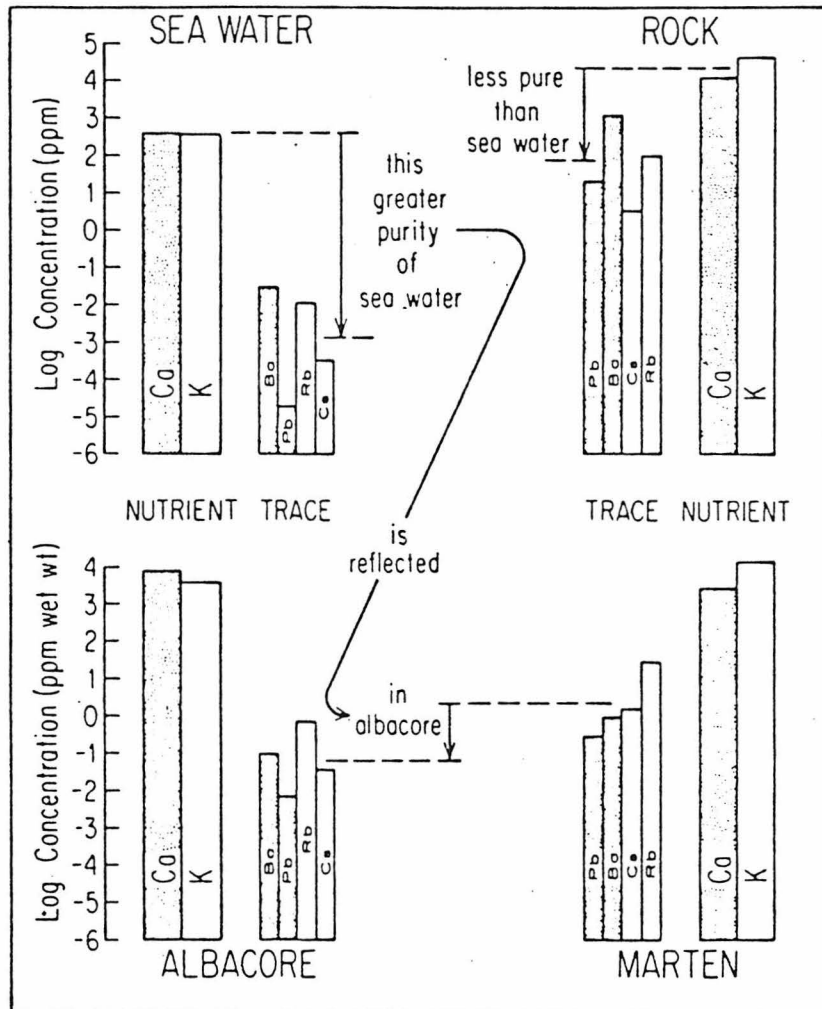 SEA WATER
ROCK
Log Concentration (ppm)
5
4
3
2
1
0
-1
-2
-3
-4
-5
-6
Ca
K
Ba
Pb
Rb
Cs
this
greater
purity
of
sea water
less pure
than
sea water
Pb
Ba
Cs
Rb
Ca
K
NUTRIENT
TRACE
TRACE
NUTRIENT
is
reflected
in
albacore
Log Concentration (ppm wet wt)
4
3
2
1
0
-1
-2
-3
-4
-5
-6
Ca
K
Ba
Pb
Rb
Cs
Pb
Ba
Cs
Rb
Ca
K
ALBACORE
MARTEN